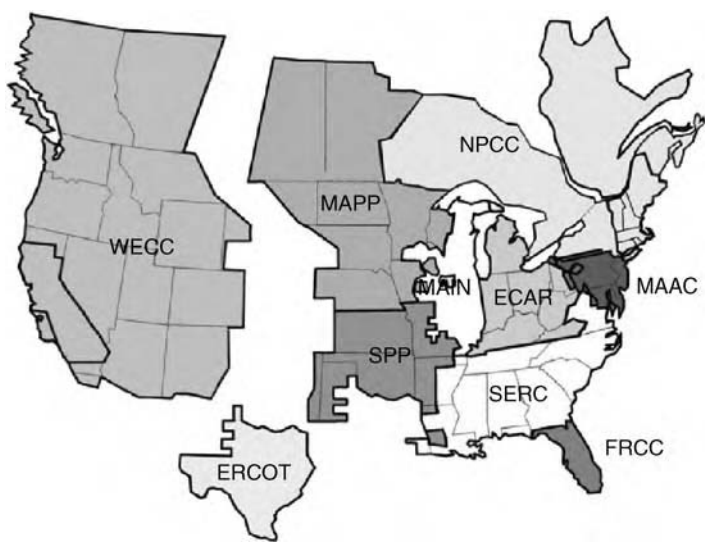 NPCC
MAPP
WECC
MAIN
ECAR
MAAC
SPP
SERC
FRCC
ERCOT